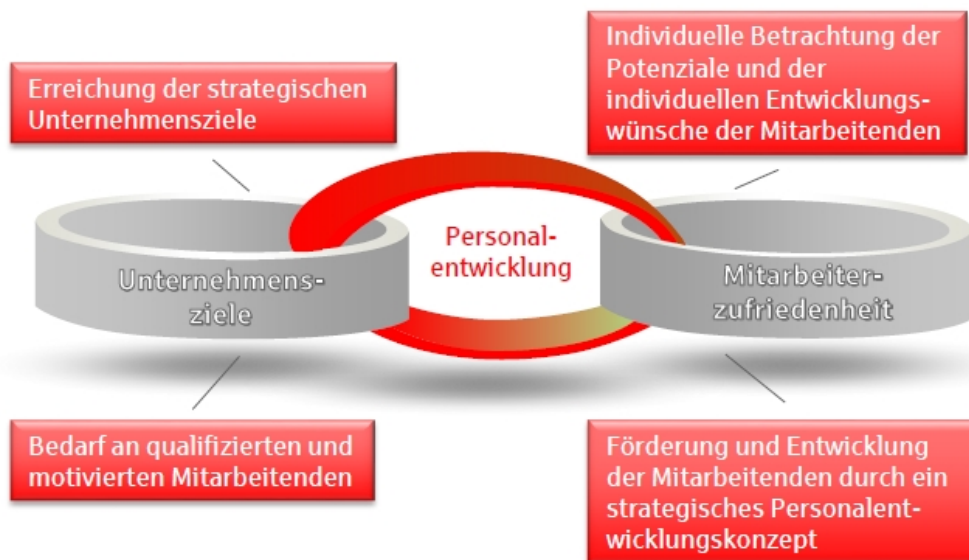 Erreichung der strategischen
Unternehmensziele
Individuelle Betrachtung der
Potenziale und der
individuellen Entwicklungs-
wünsche der Mitarbeitenden
Unternehmens-
ziele
Personal-
entwicklung
Mitarbeiter-
zufriedenheit
Bedarf an qualifizierten und
motivierten Mitarbeitenden
Förderung und Entwicklung
der Mitarbeitenden durch ein
strategisches Personalent-
wicklungskonzept